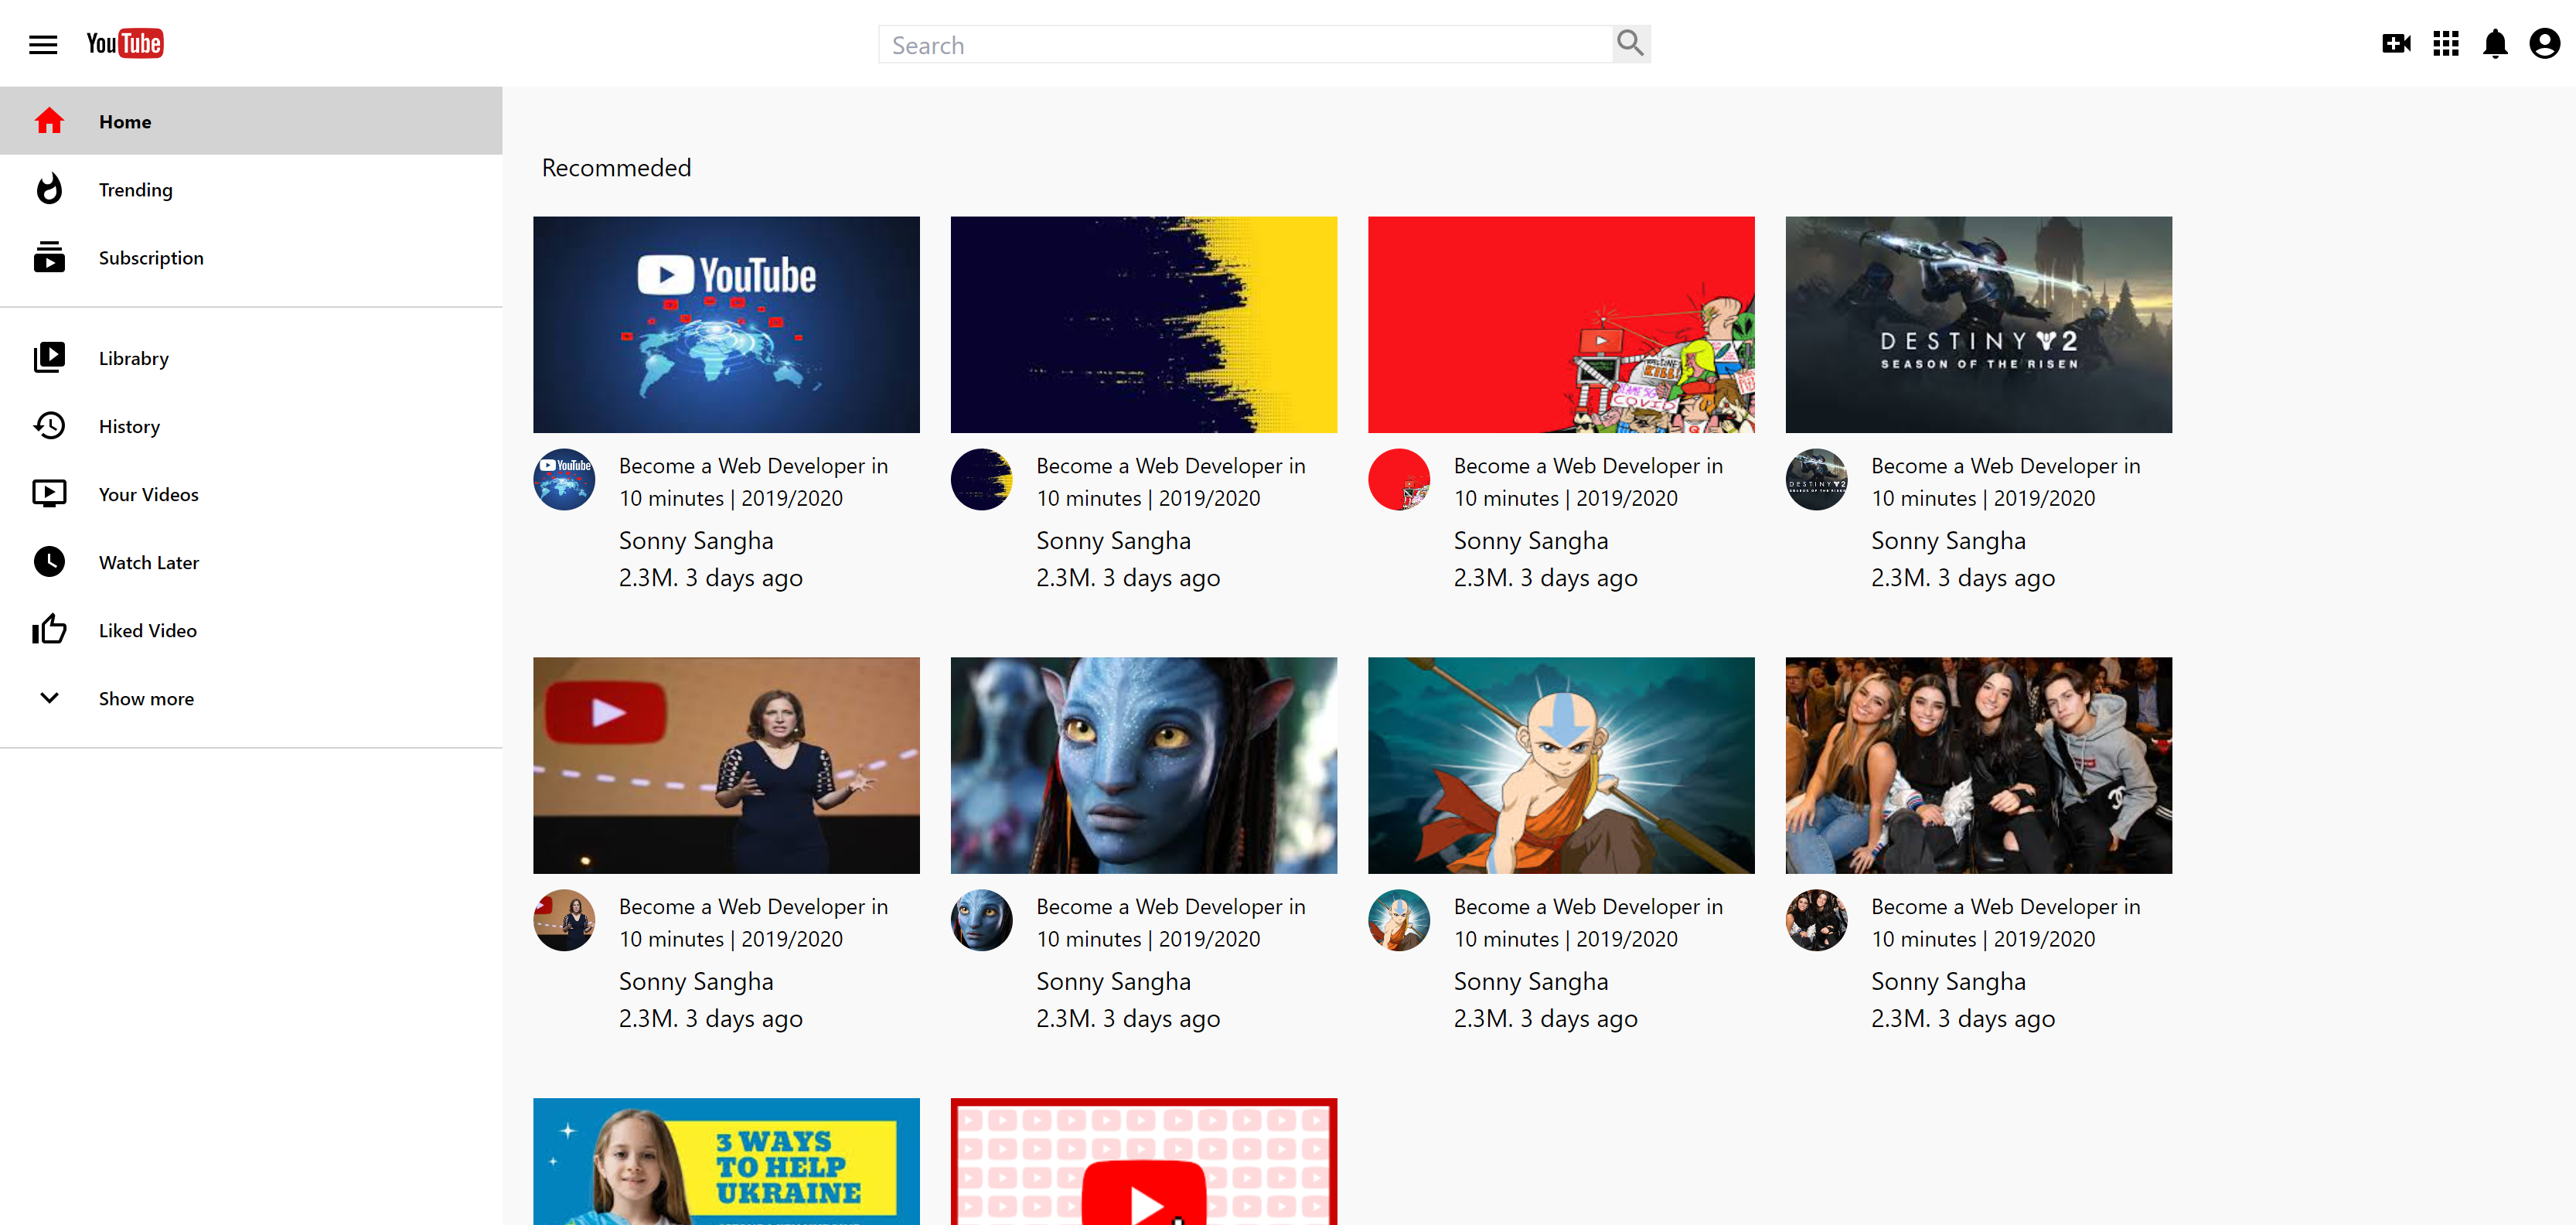 YouTube
Search
Home
Trending
Subscription
Librabry
History
Your Videos
Watch Later
Liked Video
Show more
Recommeded
YouTube
COVID
DESTINY 2
SEASON OF THE RISEN
YouTube
Become a Web Developer in
10 minutes | 2019/2020
Sonny Sangha
2.3M. 3 days ago
Become a Web Developer in
10 minutes | 2019/2020
Sonny Sangha
2.3M. 3 days ago
Become a Web Developer in
10 minutes | 2019/2020
Sonny Sangha
2.3M. 3 days ago
Become a Web Developer in
10 minutes | 2019/2020
Sonny Sangha
2.3M. 3 days ago
Become a Web Developer in
10 minutes | 2019/2020
Sonny Sangha
2.3M. 3 days ago
Become a Web Developer in
10 minutes | 2019/2020
Sonny Sangha
2.3M. 3 days ago
Become a Web Developer in
10 minutes | 2019/2020
Sonny Sangha
2.3M. 3 days ago
Become a Web Developer in
10 minutes | 2019/2020
Sonny Sangha
2.3M. 3 days ago
3 WAYS
TO HELP
UKRAINE